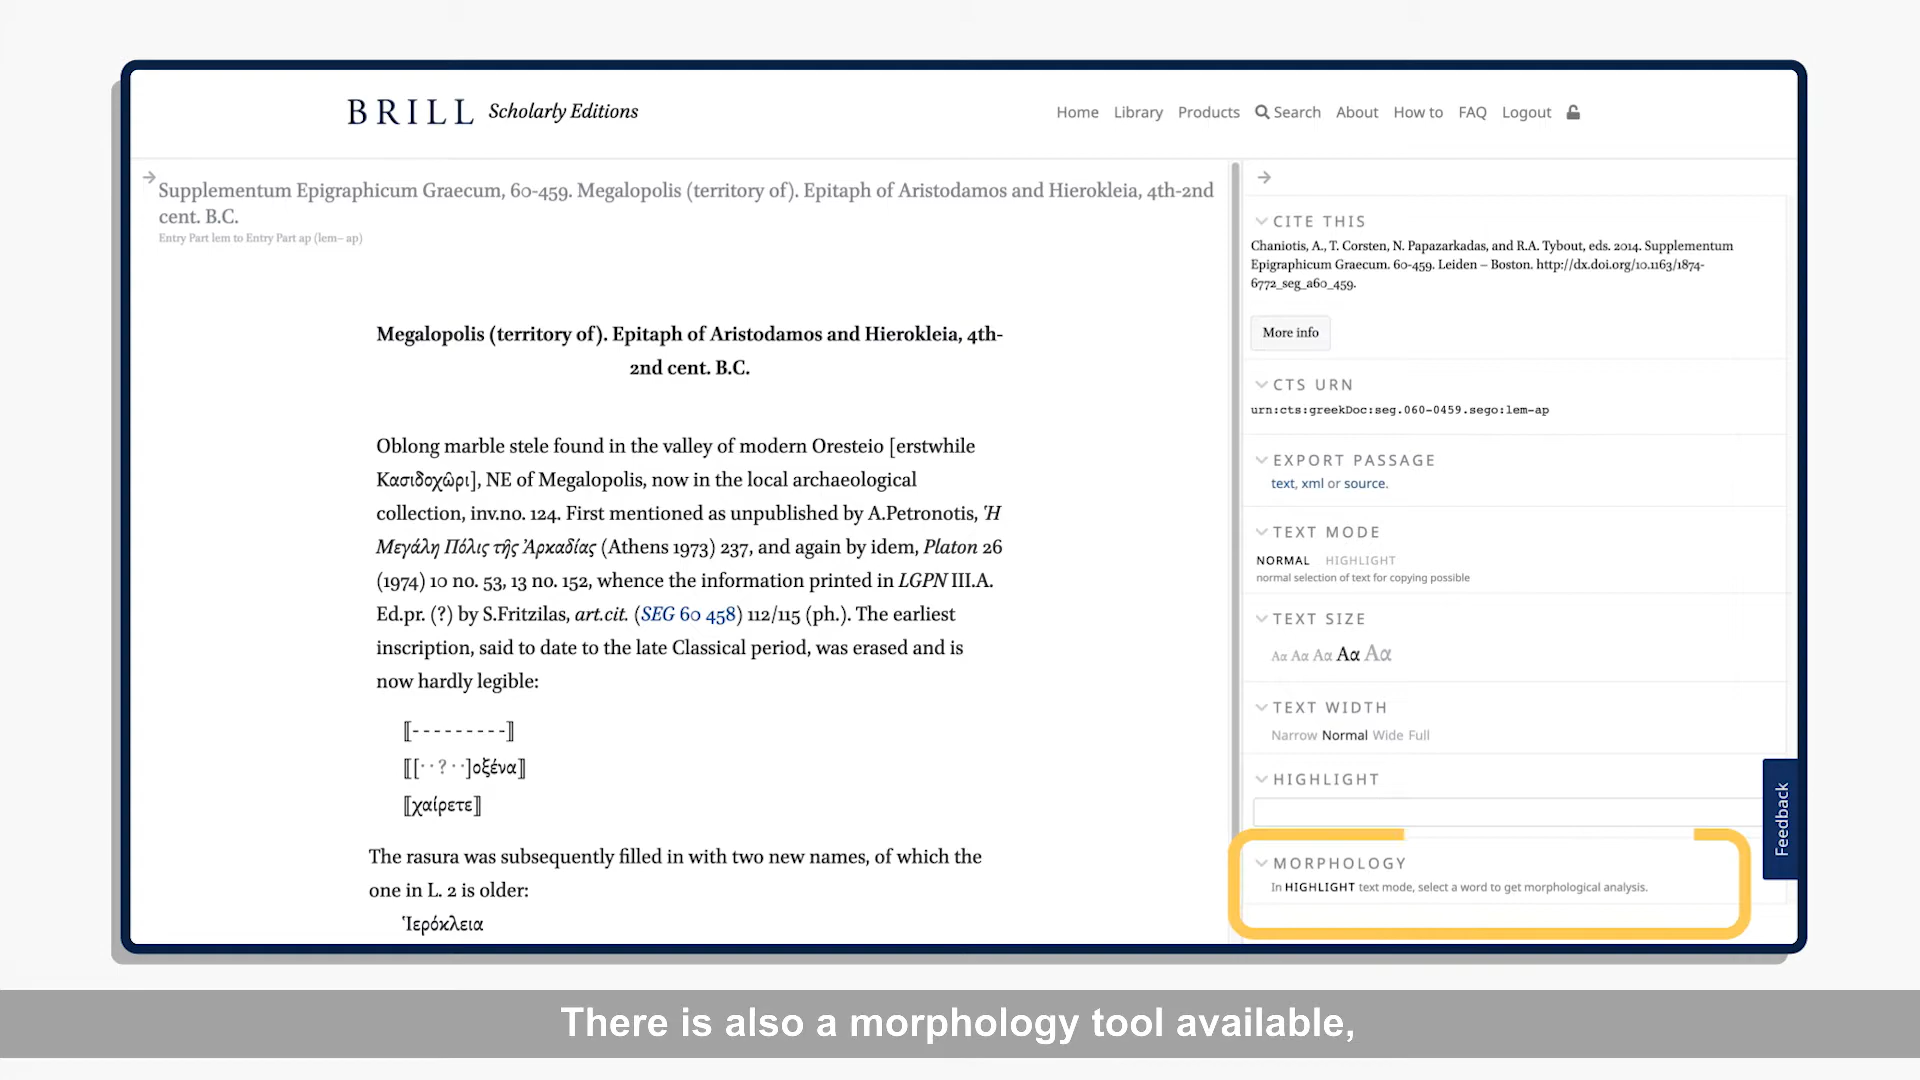 BRILL Scholarly Editions
Home Library Products Search About How to FAQ Logout
Supplementum Epigraphicum Graecum, 60-459. Megalopolis (territory of). Epitaph of Aristodamos and Hierokleia, 4th-2nd
cent. B.C.
Entry Part lem to Entry Part ap (lem– ap)
Megalopolis (territory of). Epitaph of Aristodamos and Hierokleia, 4th-
2nd cent. B.C.
Oblong marble stele found in the valley of modern Oresteio [erstwhile
Κασιδοχῶρι], NE of Megalopolis, now in the local archaeological
collection, inv.no. 124. First mentioned as unpublished by A.Petronotis, Ἡ
Μεγάλη Πόλις τῆς Ἀρκαδίας (Athens 1973) 237, and again by idem, Platon 26
(1974) 10 no. 53, 13 no. 152, whence the information printed in LGPN III.A.
Ed.pr. (?) by S.Fritzilas, art.cit. (SEG 60 458) 112/115 (ph.). The earliest
inscription, said to date to the late Classical period, was erased and is
now hardly legible:
⟦- - - - - - - - -⟧
⟦[· · ? · ·]οξένα⟧
⟦χαίρετε⟧
The rasura was subsequently filled in with two new names, of which the
one in L. 2 is older:
Ἱερόκλεια
CITE THIS
Chaniotis, A., T. Corsten, N. Papazarkadas, and R.A. Tybout, eds. 2014. Supplementum
Epigraphicum Graecum. 60-459. Leiden – Boston. http://dx.doi.org/10.1163/1874-
6772_seg_a60_459.
More info
CTS URN
urn:cts:greekDoc:seg.060-0459.sego:lem-ap
EXPORT PASSAGE
text, xml or source.
TEXT MODE
NORMAL HIGHLIGHT
normal selection of text for copying possible
TEXT SIZE
Αα Αα Αα Αα Αα
TEXT WIDTH
Narrow Normal Wide Full
HIGHLIGHT
MORPHOLOGY
In HIGHLIGHT text mode, select a word to get morphological analysis.
Feedback
There is also a morphology tool available,